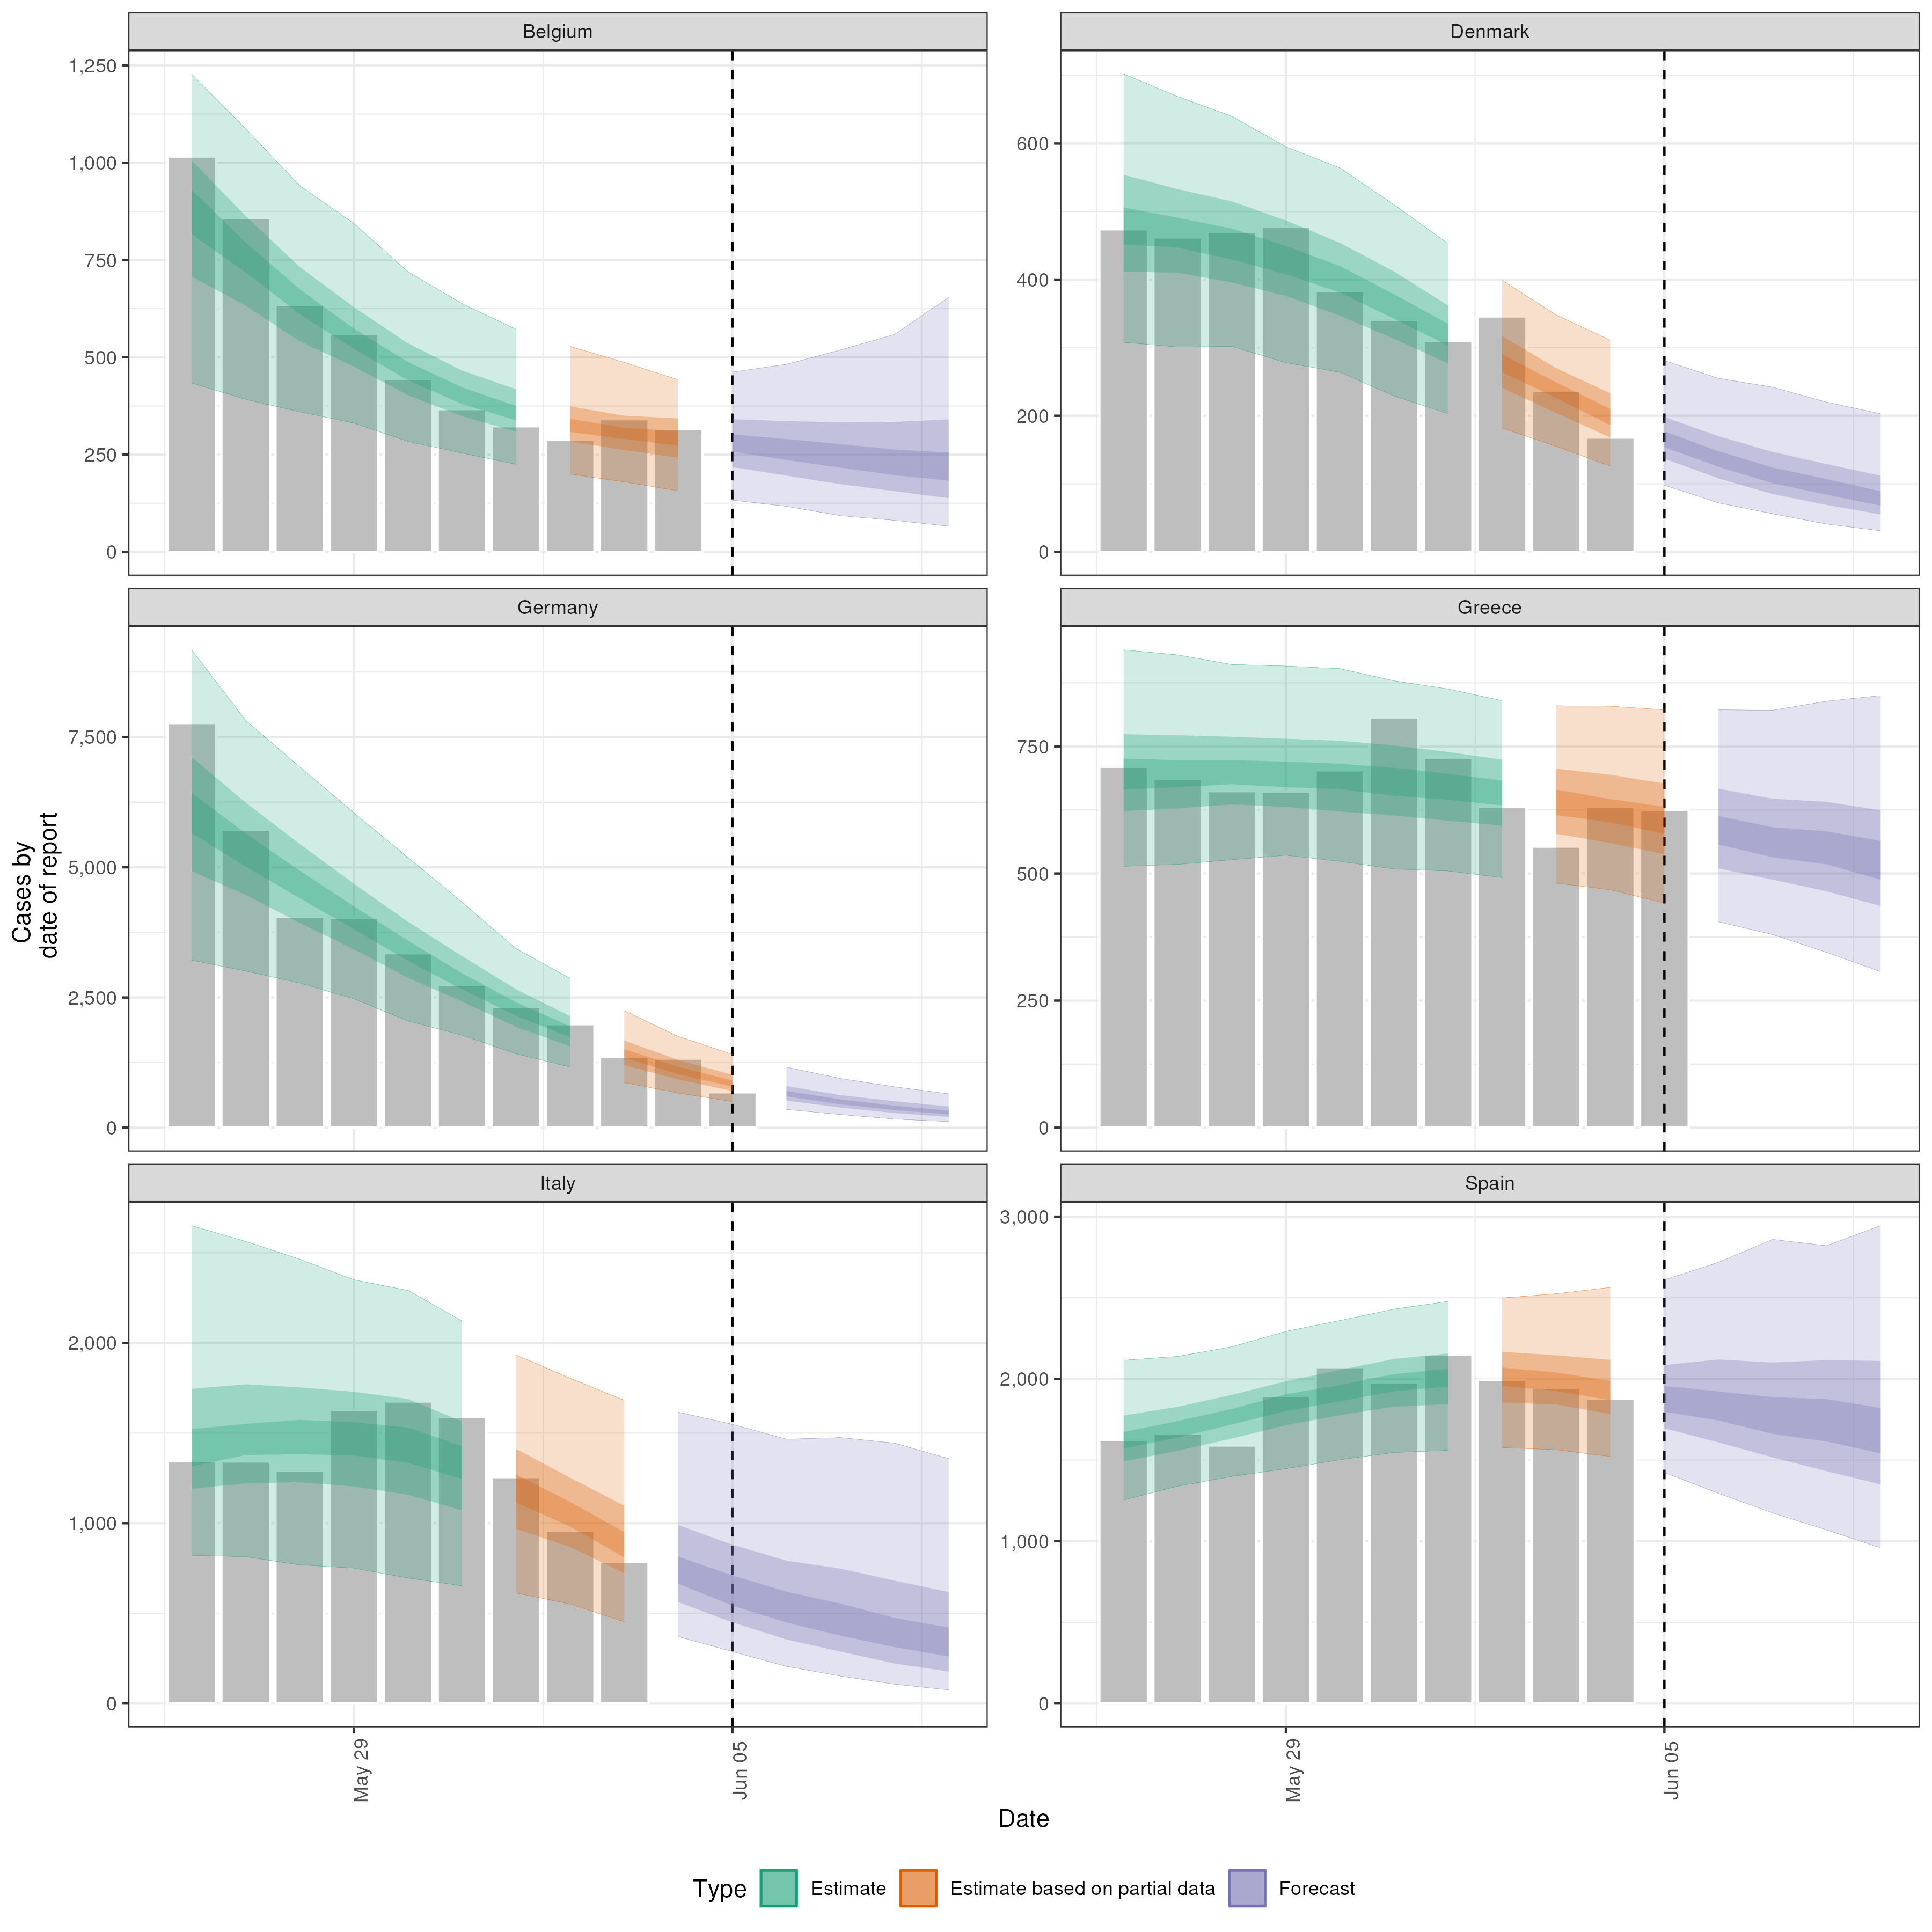 Belgium
Denmark
1,250
1,000
750
500
250
0
600
400
200
0
Germany
Greece
7,500
5,000
2,500
0
750
500
250
0
Cases by
date of report
Italy
Spain
2,000
1,000
0
3,000
2,000
1,000
0
May 29
Jun 05
May 29
Jun 05
Date
Type
Estimate
Estimate based on partial data
Forecast